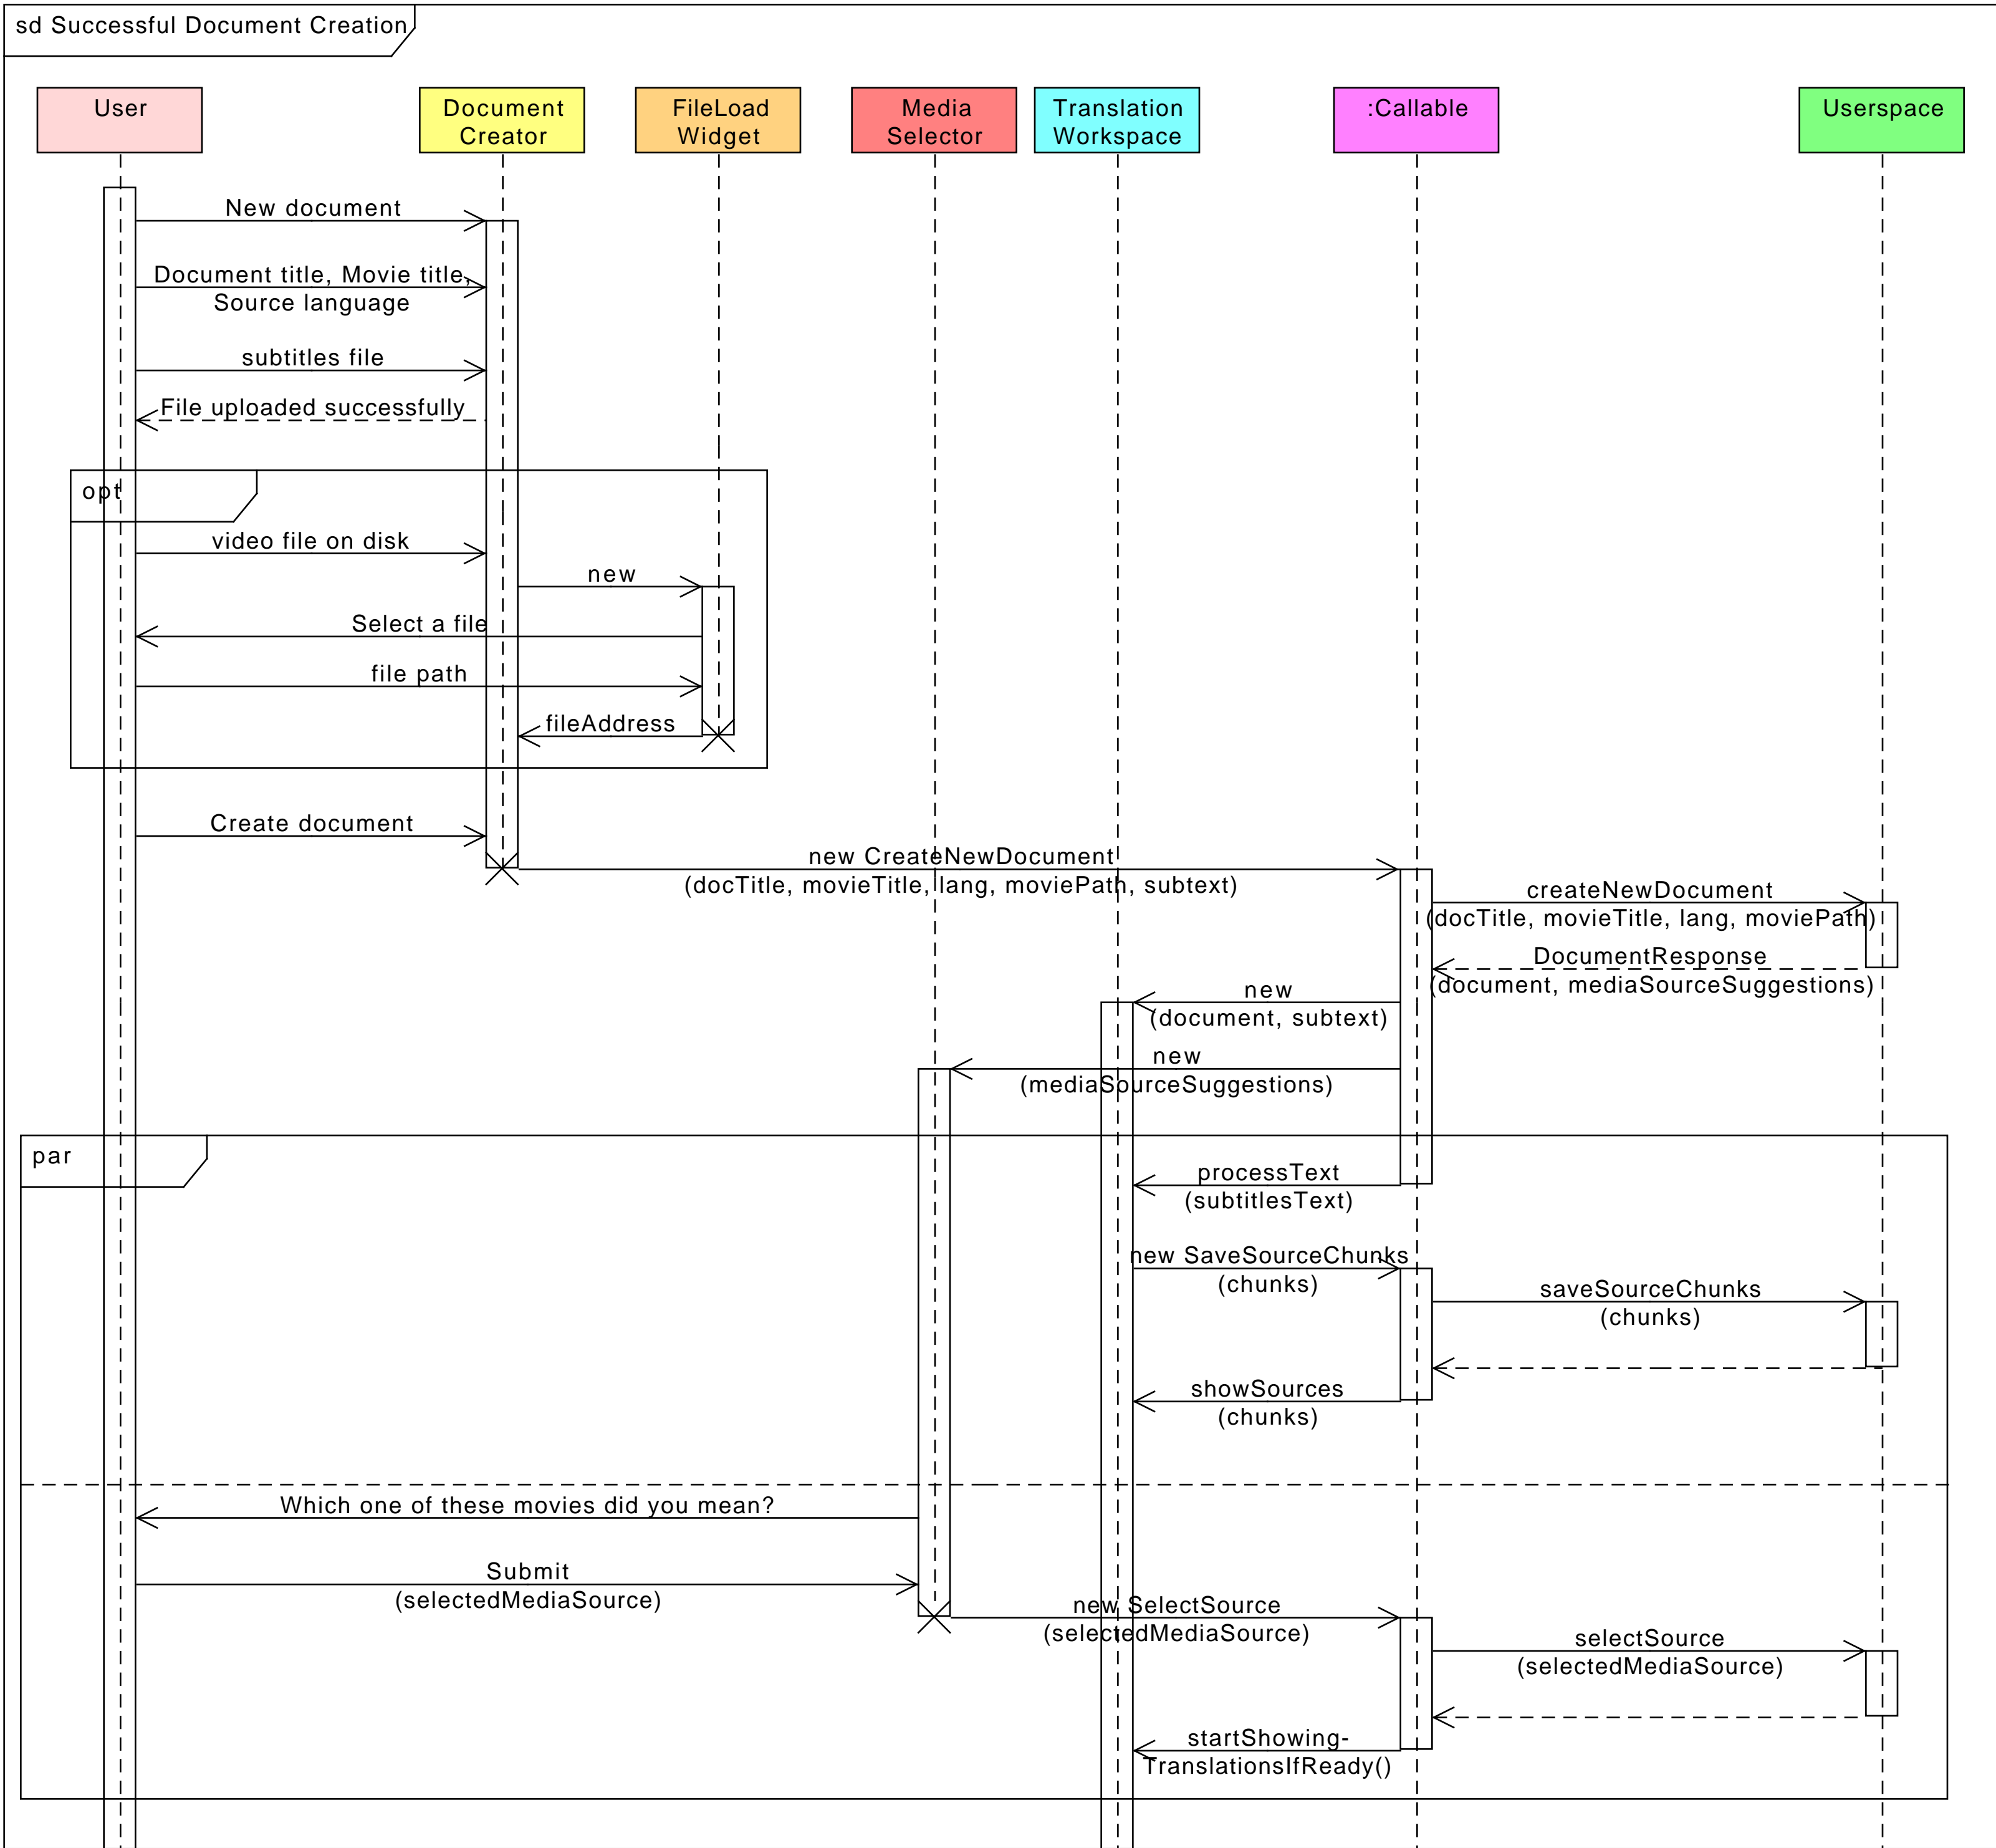 sd Successful Document Creation
User
Document
Creator
FileLoad
Widget
Media
Selector
Translation
Workspace
:Callable
Userspace
New document
Document title, Movie title,
Source language
subtitles file
File uploaded successfully
opt
video file on disk
new
Select a file
file path
fileAddress
Create document
new CreateNewDocument
(docTitle, movieTitle, lang, moviePath, subtext)
createNewDocument
(docTitle, movieTitle, lang, moviePath)
DocumentResponse
(document, mediaSourceSuggestions)
new
(document, subtext)
new
(mediaSourceSuggestions)
par
processText
(subtitlesText)
new SaveSourceChunks
(chunks)
saveSourceChunks
(chunks)
showSources
(chunks)
Which one of these movies did you mean?
Submit
(selectedMediaSource)
new SelectSource
(selectedMediaSource)
selectSource
(selectedMediaSource)
startShowing-
TranslationsIfReady()